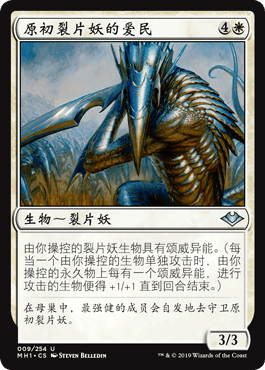 原初裂片妖的爱民 4
生物～裂片妖
由你操控的裂片妖生物具有颂威异能。（每
当一个由你操控的生物单独攻击时，由你
操控的永久物上每有一个颂威异能，进行
攻击的生物便得 +1/+1 直到回合结束。）
在母巢中，最强健的成员会自发地去守卫原
初裂片妖。
3/3
009/254 U
MH1 • CS STEVEN BELLEDIN
™ & © 2019 Wizards of the Coast